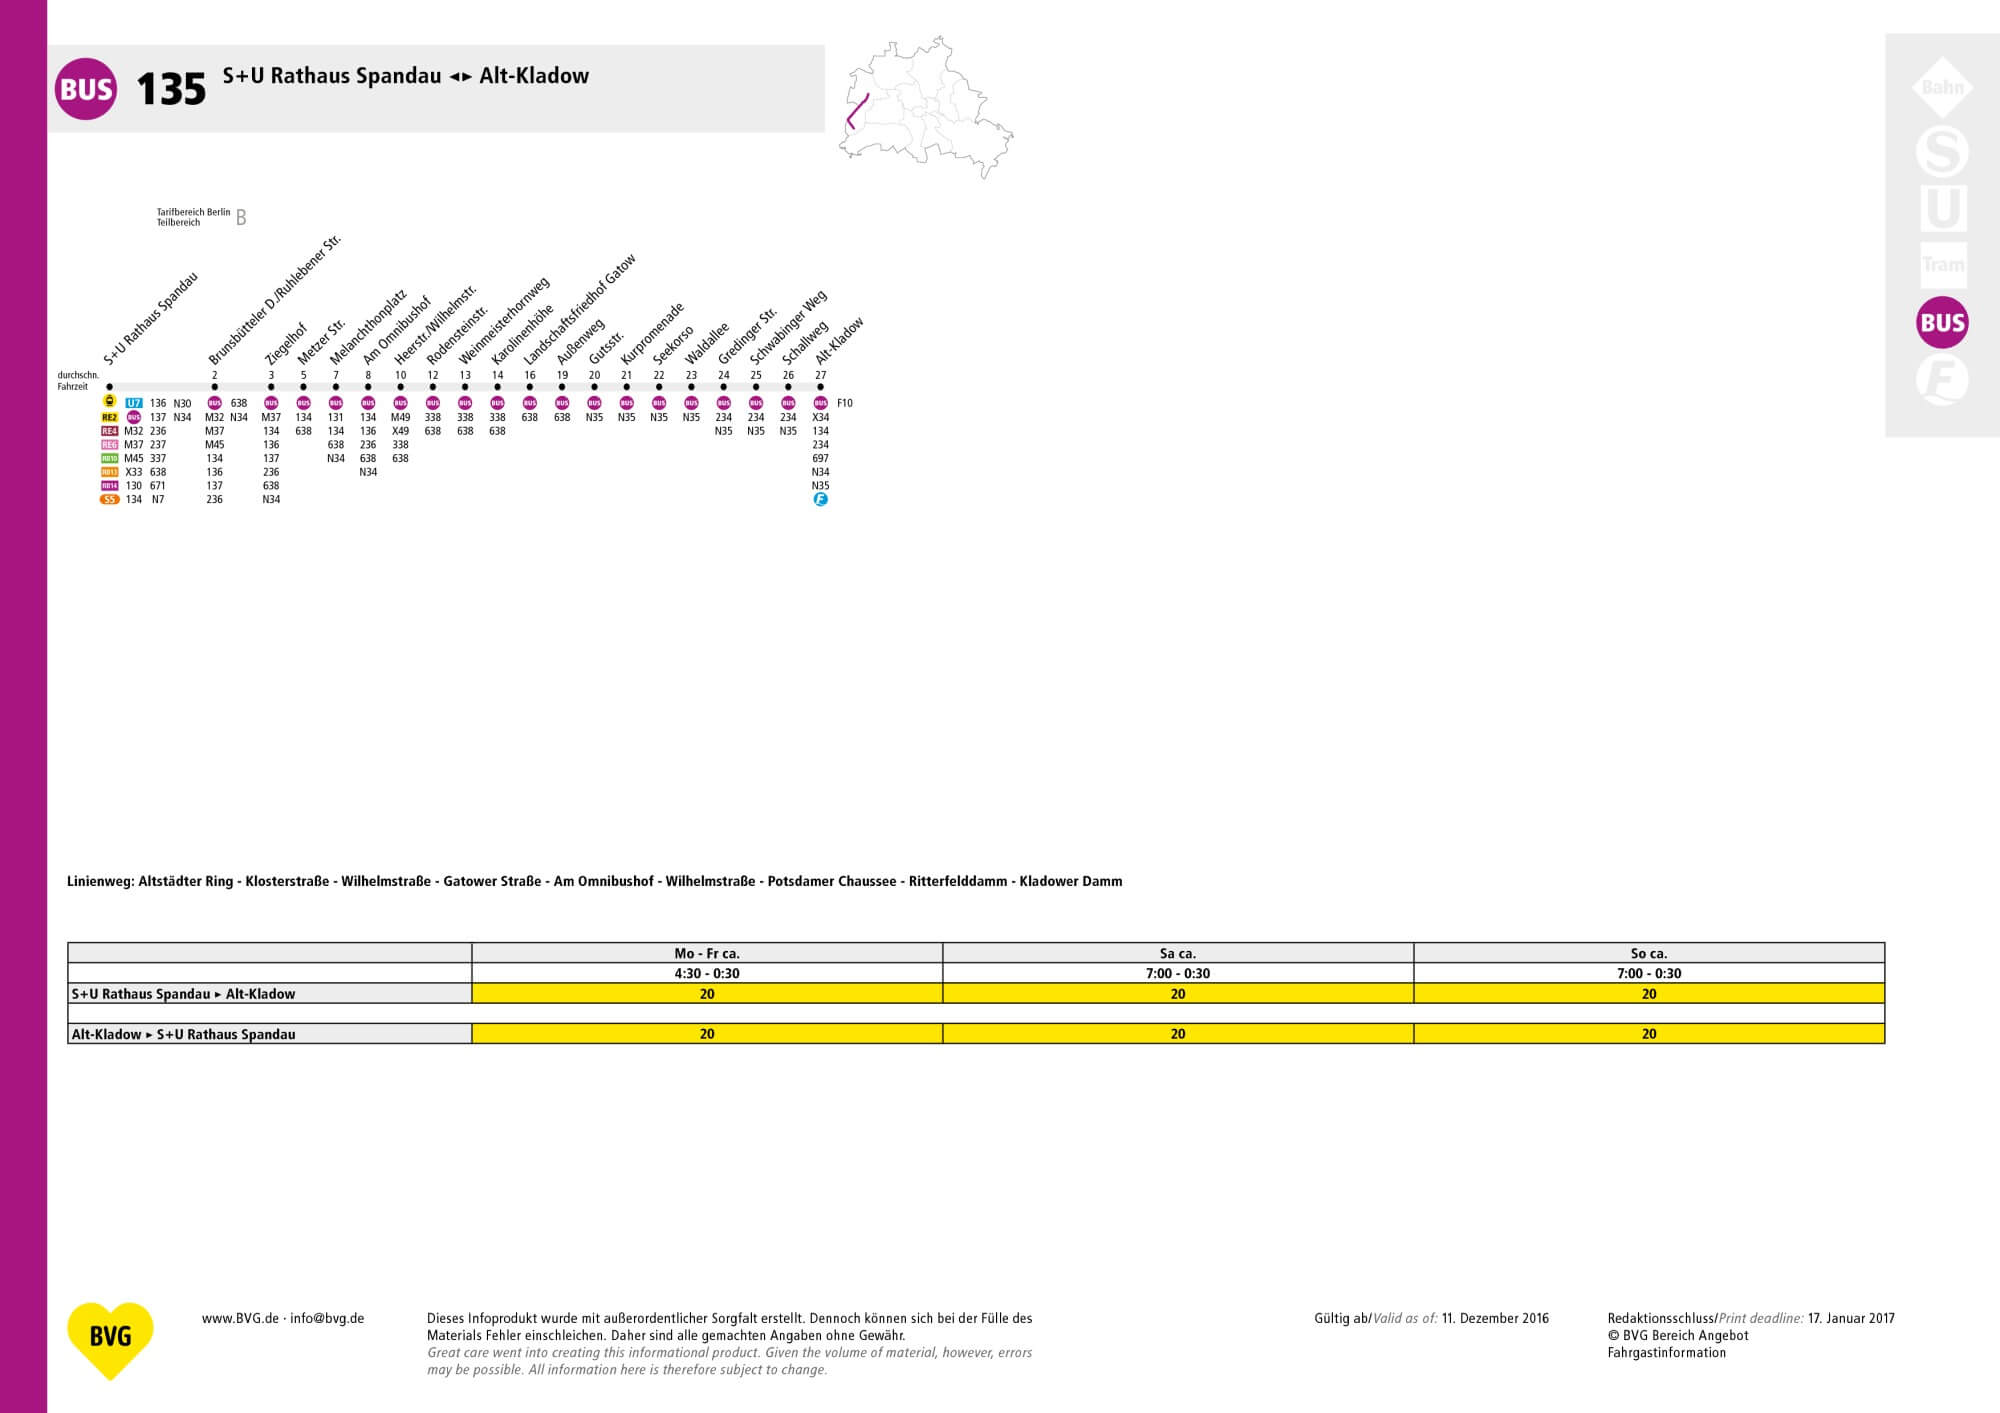 BUS 135 S+U Rathaus Spandau ◄► Alt-Kladow
Bahn
S
U
Tram
BUS
F
Tarifbereich Berlin
Teilbereich B
S+U Rathaus Spandau
Brunsbütteler D./Ruhlebener Str.
Ziegelhof
Metzer Str.
Melanchthonplatz
Am Omnibushof
Heerstr./Wilhelmstr.
Rodensteinstr.
Weinmeisterhornweg
Karolinenhöhe
Landschaftsfriedhof Gatow
Außenweg
Gutsstr.
Kurpromenade
Seekorso
Waldallee
Gredinger Str.
Schwabinger Weg
Schallweg
Alt-Kladow
durchschn. 2 3 5 7 8 10 12 13 14 16 19 20 21 22 23 24 25 26 27
Fahrzeit
U7 136 N30 BUS 638 BUS BUS BUS BUS BUS BUS BUS BUS BUS BUS BUS BUS BUS BUS BUS BUS BUS BUS F10
RE2 BUS 137 N34 M32 N34 M37 134 131 134 M49 338 338 338 638 638 N35 N35 N35 N35 234 234 234 X34
RE4 M32 236 M37 134 638 134 136 X49 638 638 638 N35 N35 N35 134
RE6 M37 237 M45 136 638 236 338 234
RB10 M45 337 134 137 N34 638 638 697
RB13 X33 638 136 236 N34 N34
RB14 130 671 137 638 N35
S5 134 N7 236 N34 F
Linienweg: Altstädter Ring - Klosterstraße - Wilhelmstraße - Gatower Straße - Am Omnibushof - Wilhelmstraße - Potsdamer Chaussee - Ritterfelddamm - Kladower Damm
Mo - Fr ca. Sa ca. So ca.
4:30 - 0:30 7:00 - 0:30 7:00 - 0:30
S+U Rathaus Spandau ► Alt-Kladow 20 20 20
Alt-Kladow ► S+U Rathaus Spandau 20 20 20
BVG
www.BVG.de · info@bvg.de
Dieses Infoprodukt wurde mit außerordentlicher Sorgfalt erstellt. Dennoch können sich bei der Fülle des
Materials Fehler einschleichen. Daher sind alle gemachten Angaben ohne Gewähr.
Great care went into creating this informational product. Given the volume of material, however, errors
may be possible. All information here is therefore subject to change.
Gültig ab/Valid as of: 11. Dezember 2016
Redaktionsschluss/Print deadline: 17. Januar 2017
© BVG Bereich Angebot
Fahrgastinformation